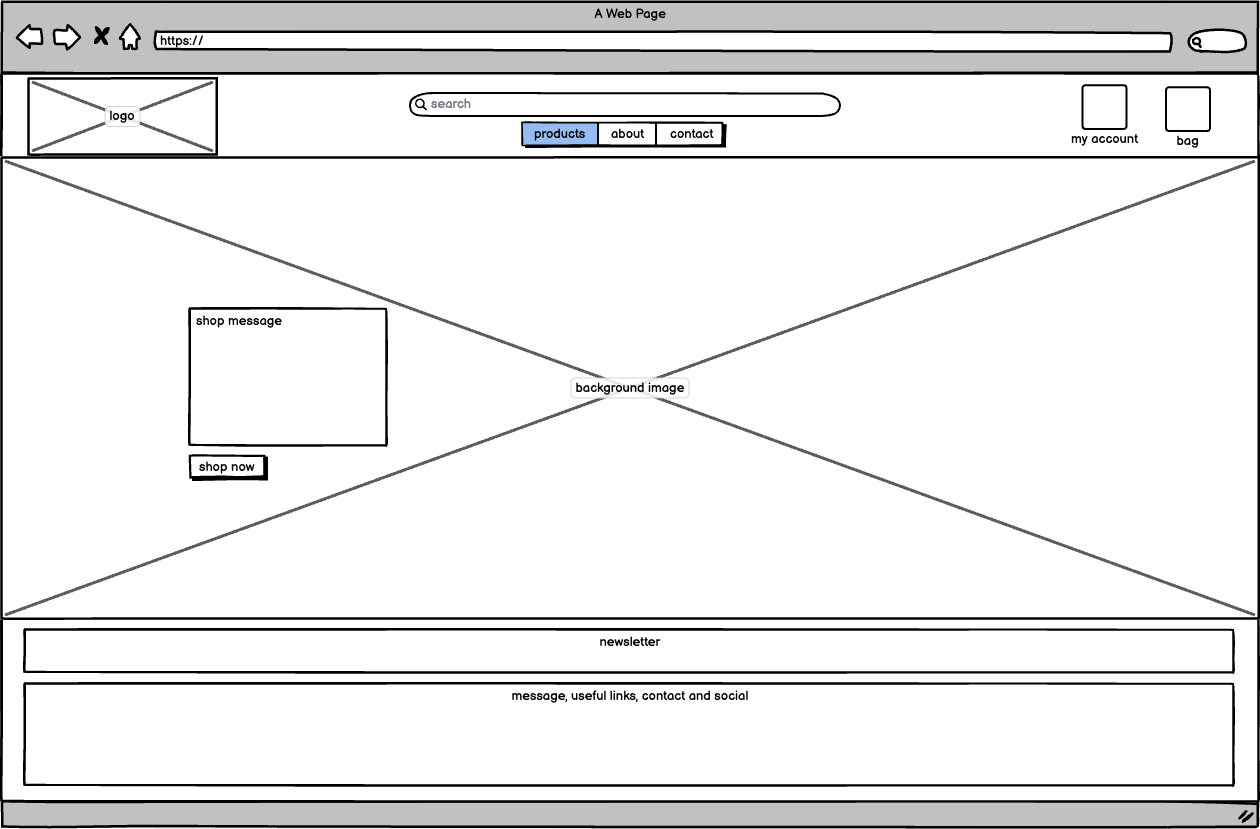 A Web Page
https://
logo
search
products about contact
my account
bag
shop message
background image
shop now
newsletter
message, useful links, contact and social